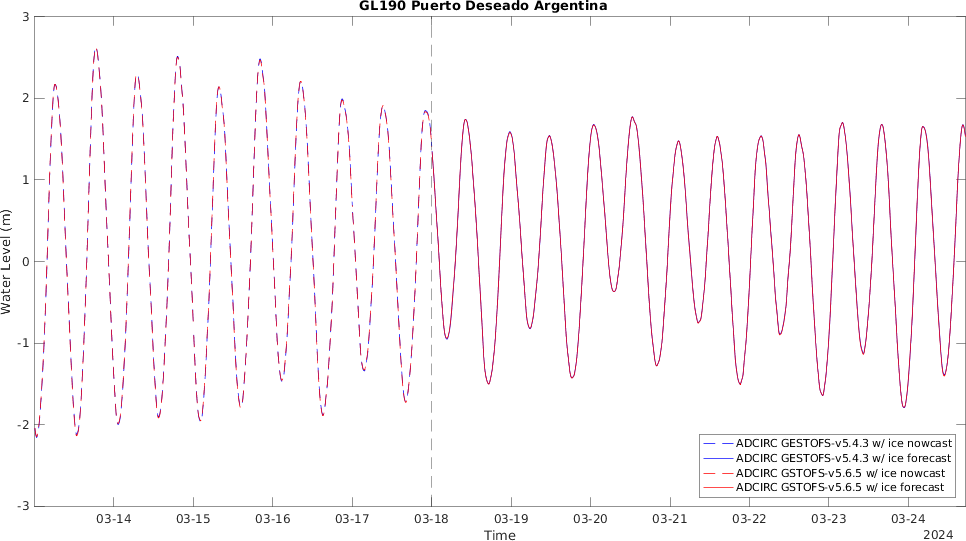 GL190 Puerto Deseado Argentina
3
2
1
0
-1
-2
-3
Water Level (m)
03-14
03-15
03-16
03-17
03-18
03-19
03-20
03-21
03-22
03-23
03-24
Time
2024
ADCIRC GESTOFS-v5.4.3 w/ ice nowcast
ADCIRC GESTOFS-v5.4.3 w/ ice forecast
ADCIRC GSTOFS-v5.6.5 w/ ice nowcast
ADCIRC GSTOFS-v5.6.5 w/ ice forecast